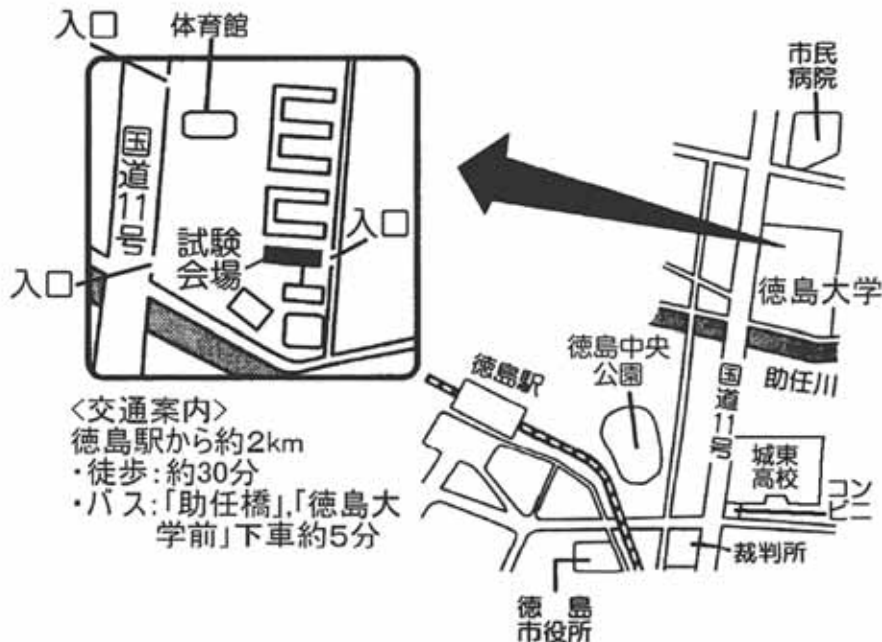 入口
体育館
国道11号
試験
会場
入口
入口
市民
病院
徳島大学
徳島中央
公園
助任川
徳島駅
国道11号
城東
高校
コン
ビニ
裁判所
徳島
市役所
<交通案内>
徳島駅から約2km
・徒歩:約30分
・バス:「助任橋」,「徳島大
学前」下車約5分